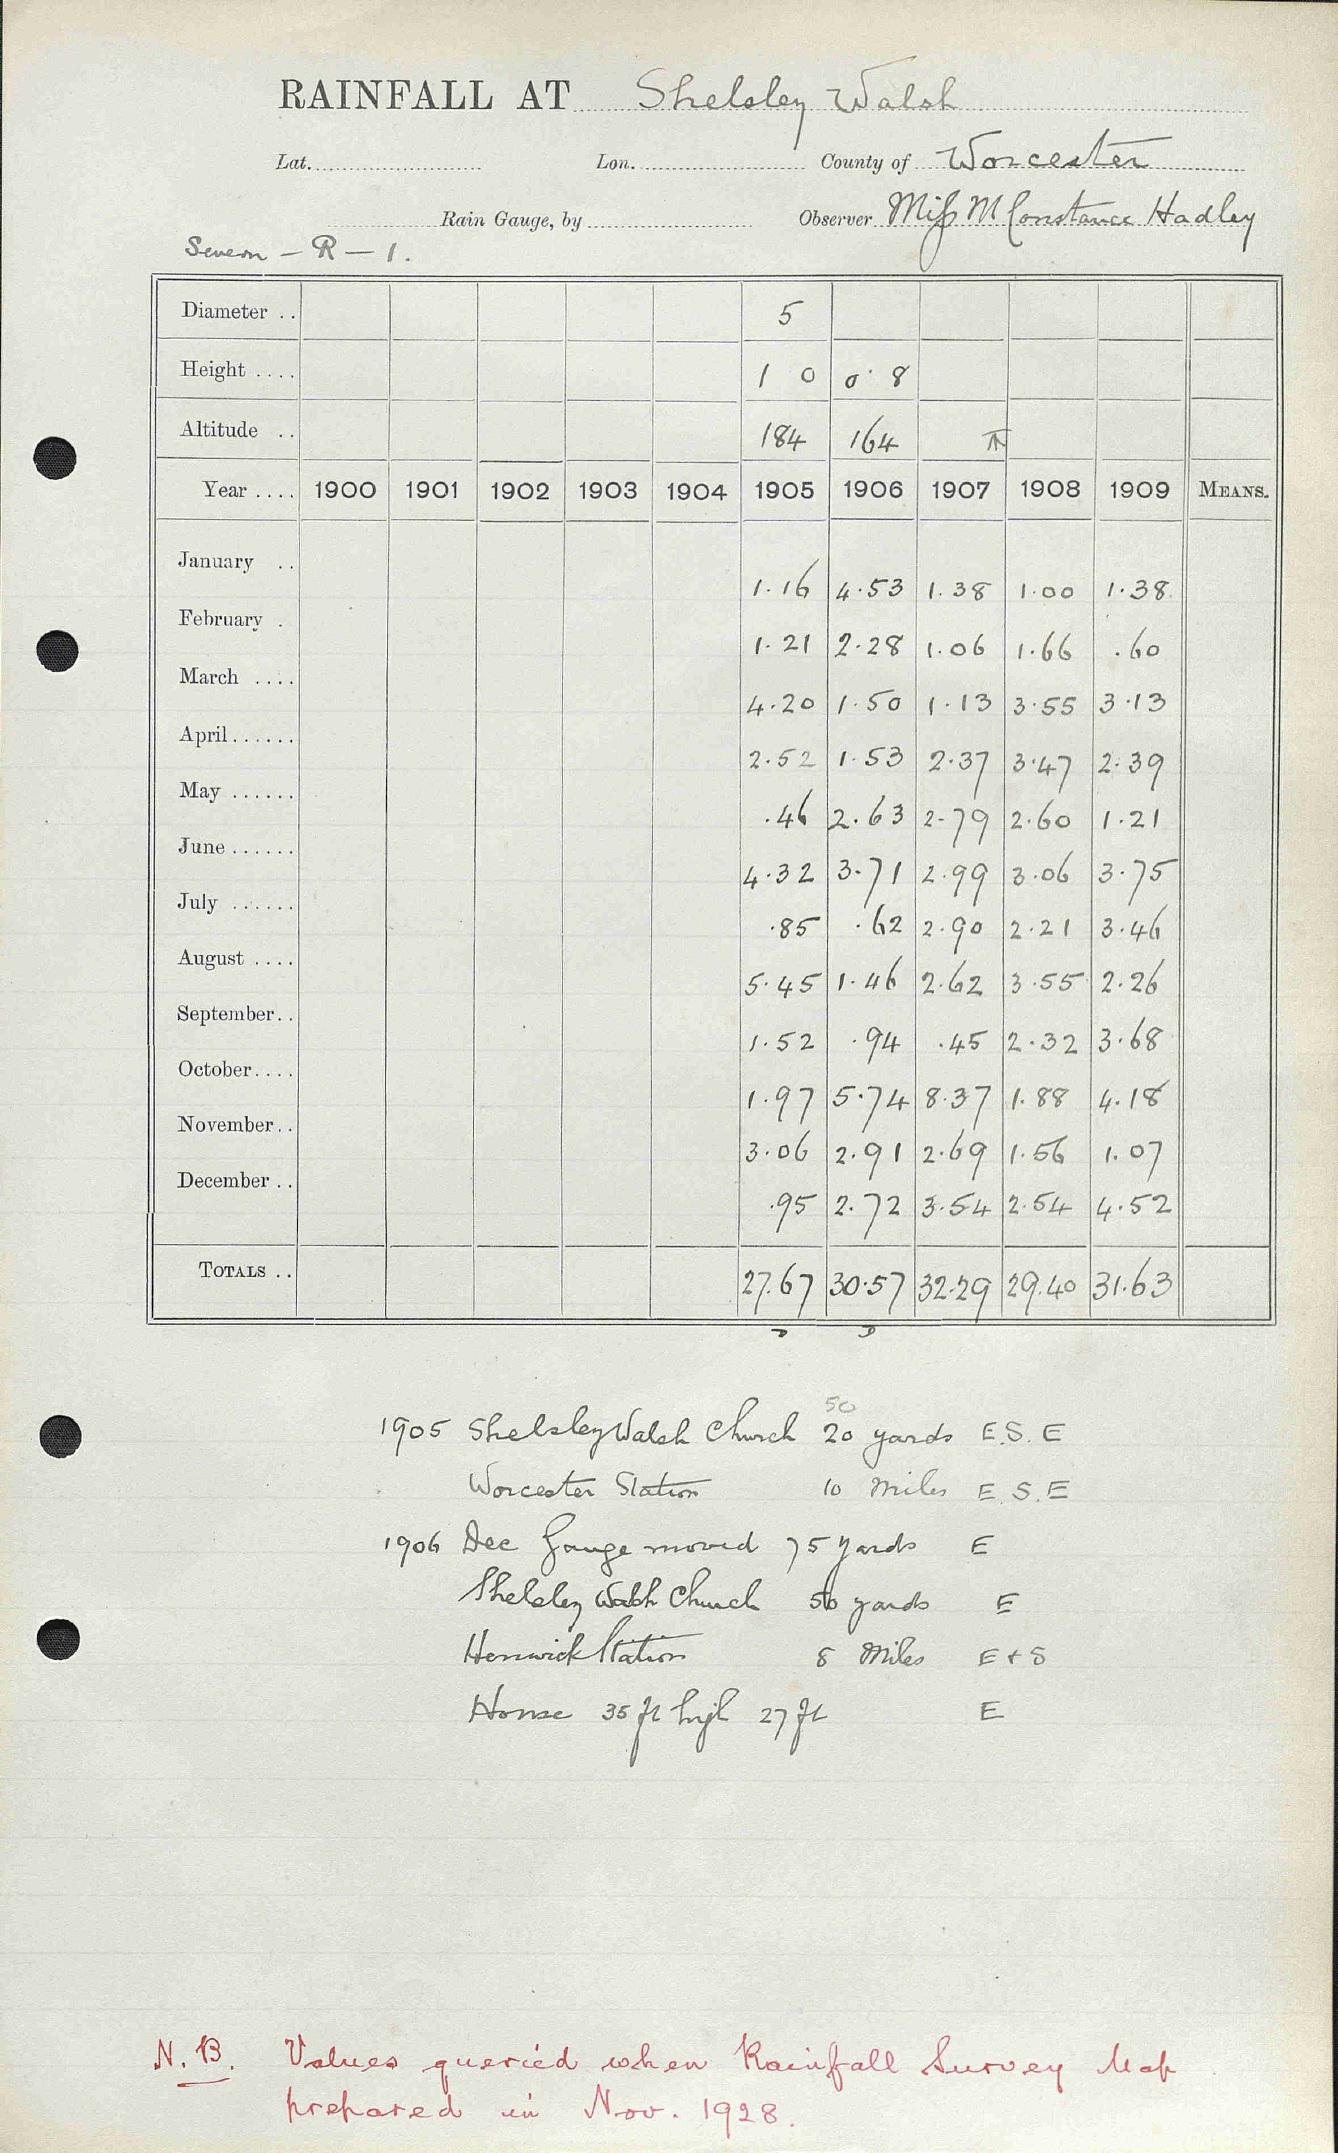 RAINFALL AT Shelsley Walsh
Lat. Lon. County of Worcester
Rain Gauge, by Observer Miss M Constance Hadley
Severn – R – 1.
Diameter .. 5
Height .... 1 0 0 8
Altitude .. 184 164
Year .... 1900 1901 1902 1903 1904 1905 1906 1907 1908 1909 MEANS.
January .. 1.16 4.53 1.38 1.00 1.38
February . 1.21 2.28 1.06 1.66 .60
March .... 4.20 1.50 1.13 3.55 3.13
April ...... 2.52 1.53 2.37 3.47 2.39
May ...... .46 2.63 2.79 2.60 1.21
June ...... 4.32 3.71 2.99 3.06 3.75
July ...... .85 .62 2.90 2.21 3.46
August .... 5.45 1.46 2.62 3.55 2.26
September.. 1.52 .94 .45 2.32 3.68
October.... 1.97 5.74 8.37 1.88 4.18
November.. 3.06 2.91 2.69 1.56 1.07
December .. .95 2.72 3.54 2.54 4.52
TOTALS .. 27.67 30.57 32.29 29.40 31.63
50
1905 Shelsley Walsh Church 20 yards E.S.E
Worcester Station 10 Miles E.S.E
1906 Dec Gauge moved 75 yards E
Shelsley Walsh Church 50 yards E
Henwick Station 8 Miles E + S
House 35 ft high 27 ft E
N.B. Values queried when Rainfall Survey Map
prepared in Nov. 1928.